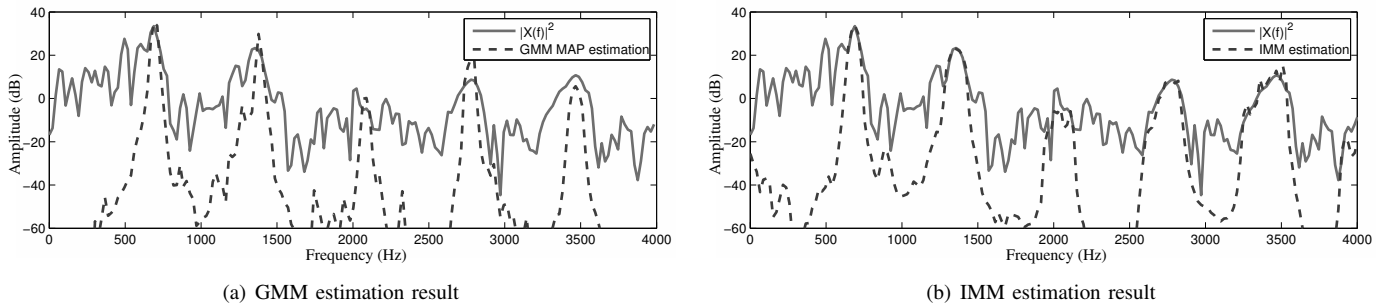 40
20
0
−20
−40
−60
Amplitude (dB)
0 500 1000 1500 2000 2500 3000 3500 4000
Frequency (Hz)
|X(f)|²
GMM MAP estimation
(a) GMM estimation result
40
20
0
−20
−40
−60
Amplitude (dB)
0 500 1000 1500 2000 2500 3000 3500 4000
Frequency (Hz)
|X(f)|²
IMM estimation
(b) IMM estimation result